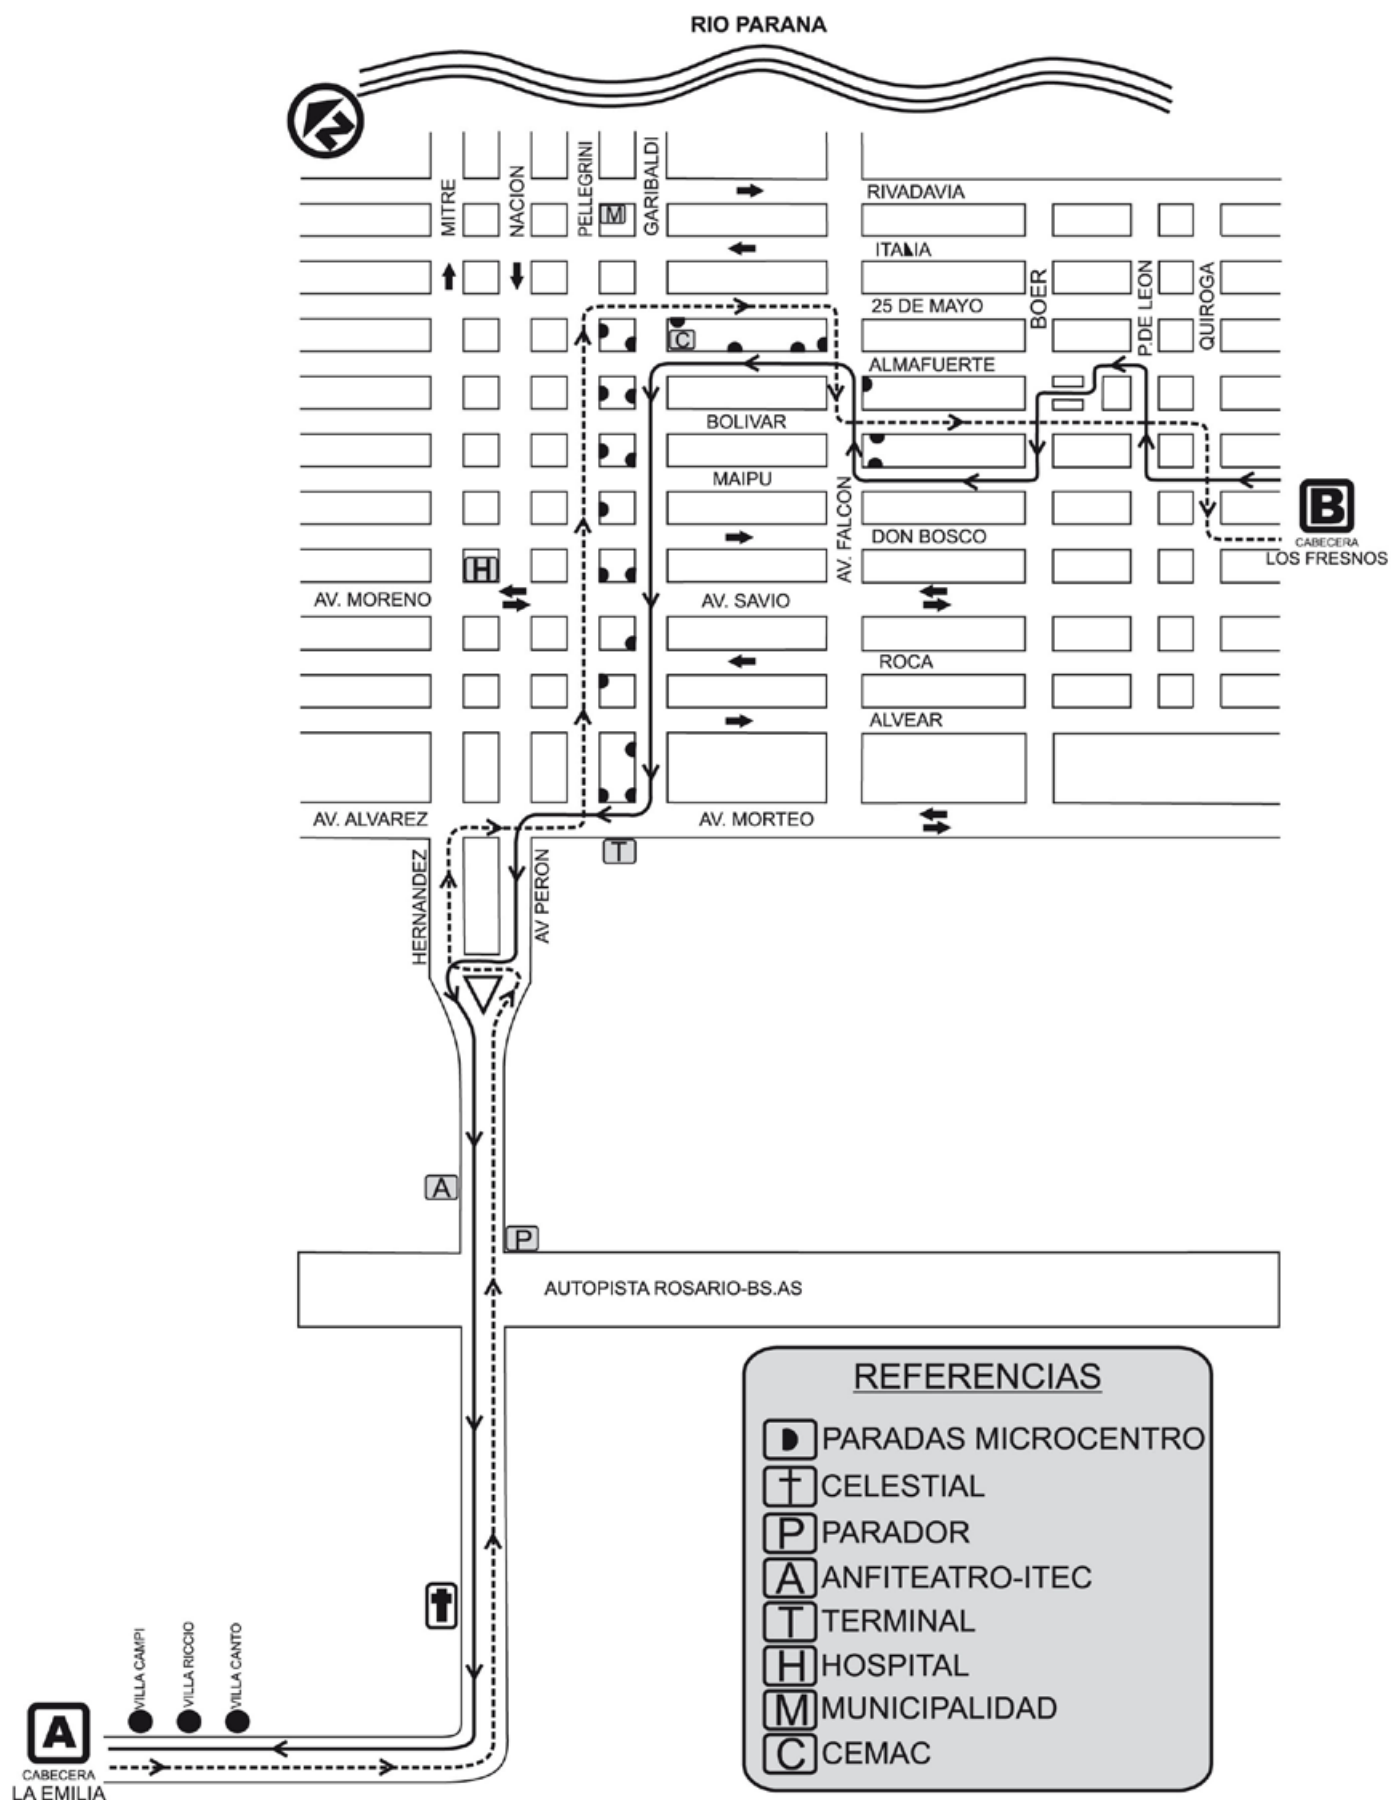 RIO PARANA
N
MITRE
NACION
PELLEGRINI
GARIBALDI
M
RIVADAVIA
ITALIA
25 DE MAYO
BOER
P.DE LEON
QUIROGA
C
ALMAFUERTE
BOLIVAR
MAIPU
AV. FALCON
DON BOSCO
B
CABECERA
LOS FRESNOS
H
AV. MORENO
AV. SAVIO
ROCA
ALVEAR
AV. ALVAREZ
AV. MORTEO
T
HERNANDEZ
AV PERON
A
P
AUTOPISTA ROSARIO-BS.AS
REFERENCIAS
PARADAS MICROCENTRO
CELESTIAL
P PARADOR
A ANFITEATRO-ITEC
T TERMINAL
H HOSPITAL
M MUNICIPALIDAD
C CEMAC
VILLA CAMPI
VILLA RICCIO
VILLA CANTO
A
CABECERA
LA EMILIA